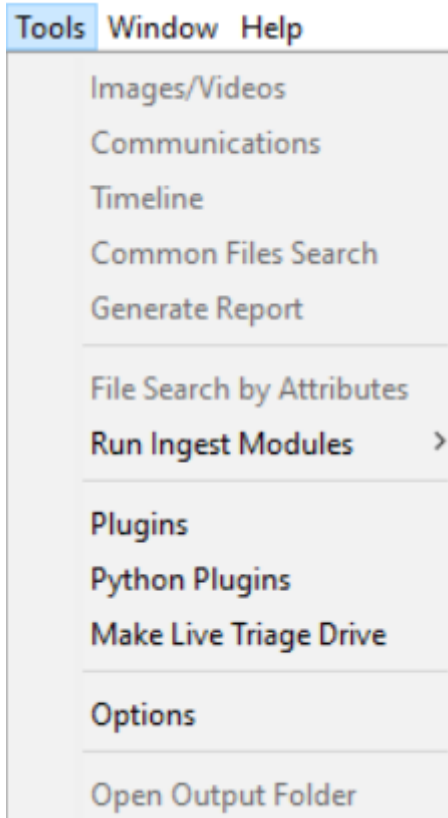 Tools Window Help
Images/Videos
Communications
Timeline
Common Files Search
Generate Report
File Search by Attributes
Run Ingest Modules
Plugins
Python Plugins
Make Live Triage Drive
Options
Open Output Folder